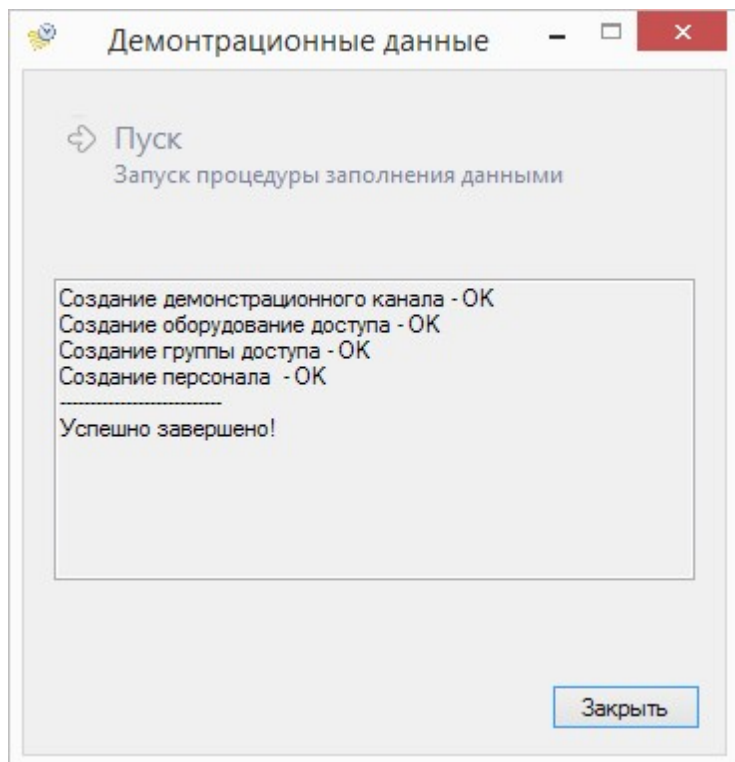 Демонтрационные данные
Пуск
Запуск процедуры заполнения данными
Создание демонстрационного канала - OK
Создание оборудование доступа - OK
Создание группы доступа - OK
Создание персонала  - OK
---------------------------
Успешно завершено!
Закрыть